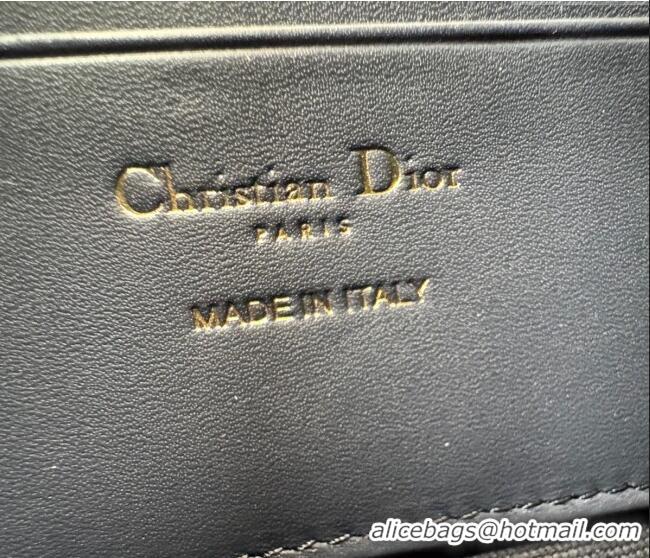 Christian Dior
PARIS
MADE IN ITALY
alicebags@hotmail.com